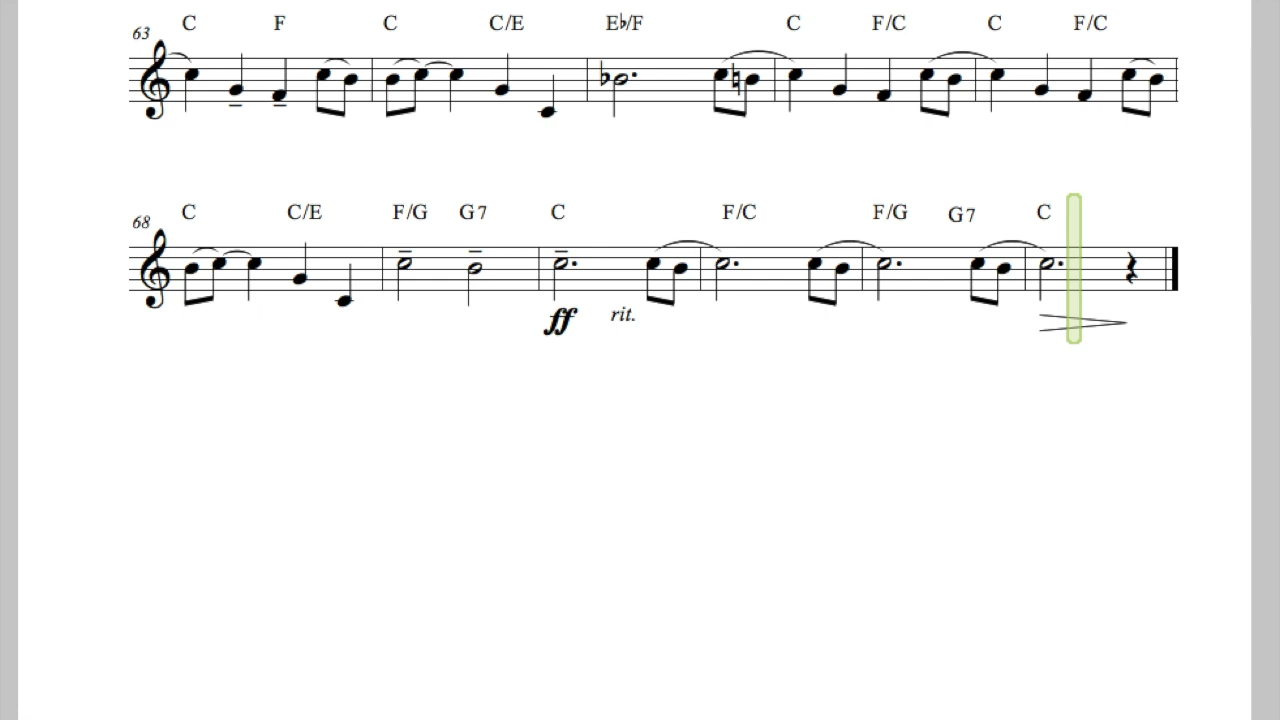 C F C C/E E♭/F C F/C C F/C
63
C C/E F/G G7 C F/C F/G G7 C
68
ff rit.